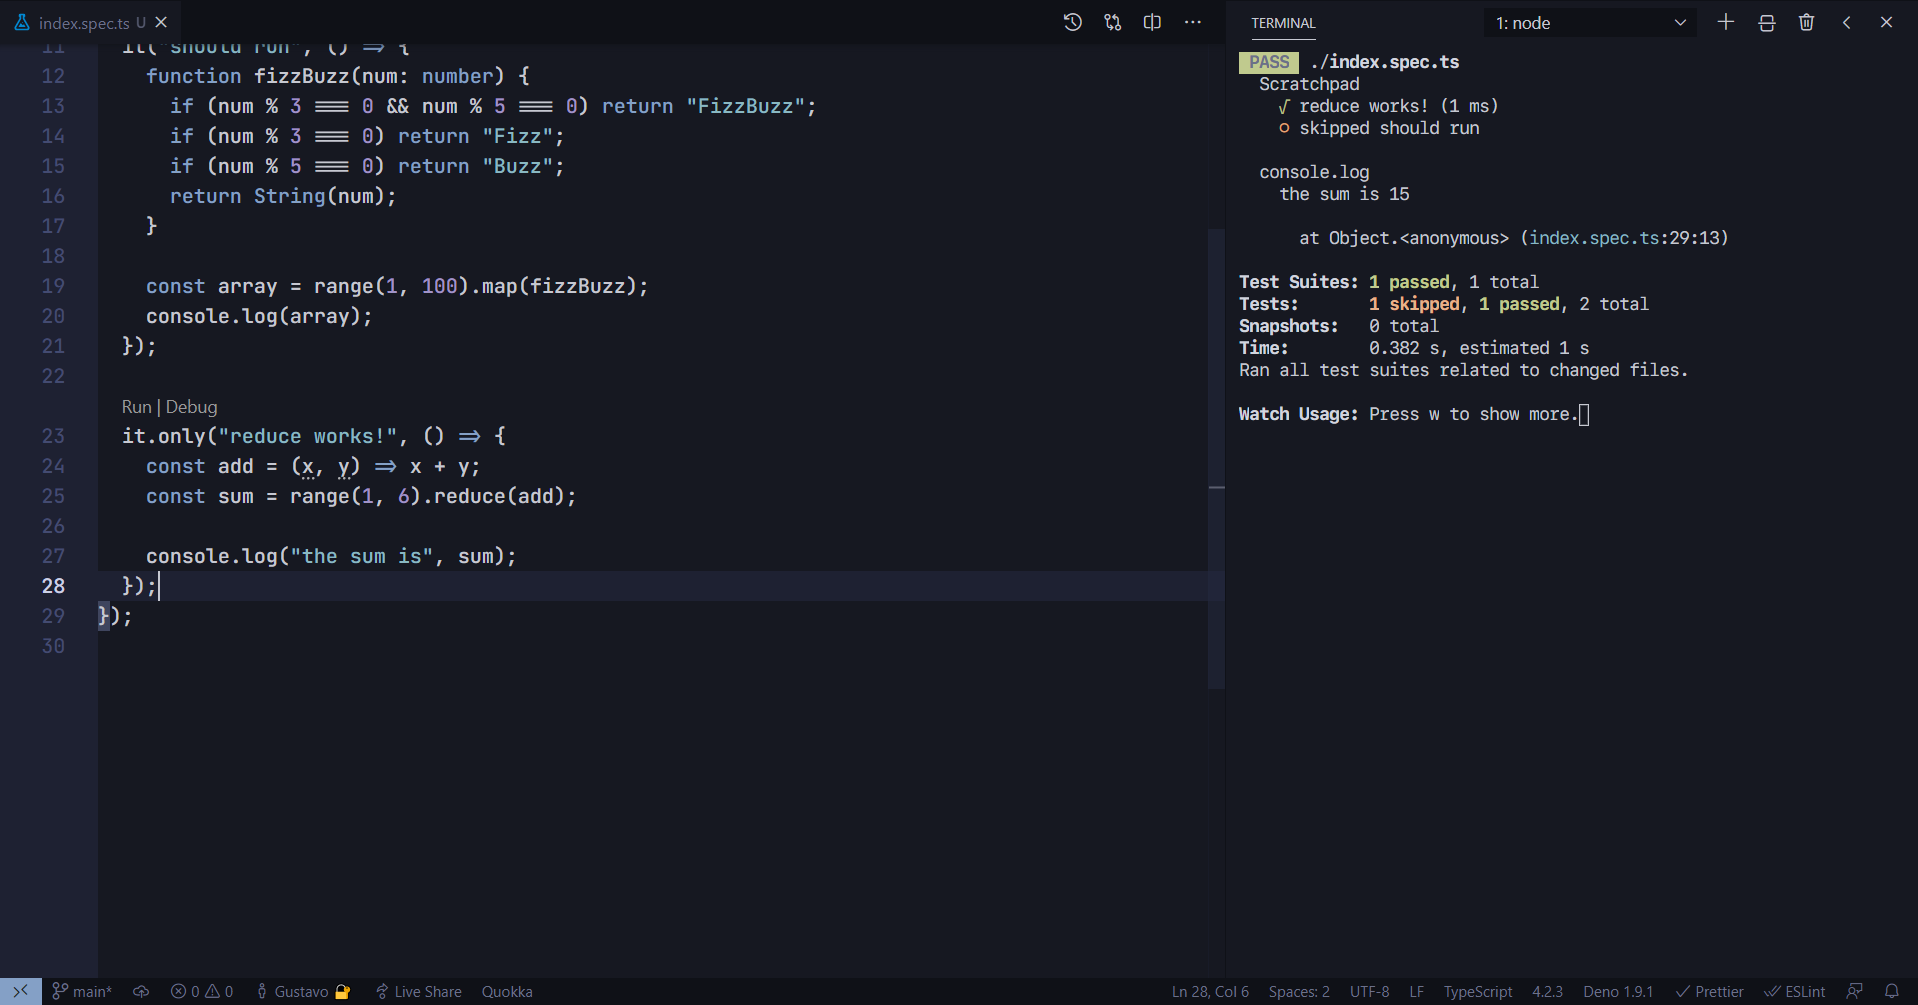 index.spec.ts U
11 it("should run", () => {
12 function fizzBuzz(num: number) {
13 if (num % 3 === 0 && num % 5 === 0) return "FizzBuzz";
14 if (num % 3 === 0) return "Fizz";
15 if (num % 5 === 0) return "Buzz";
16 return String(num);
17 }
18
19 const array = range(1, 100).map(fizzBuzz);
20 console.log(array);
21 });
22
Run | Debug
23 it.only("reduce works!", () => {
24 const add = (x, y) => x + y;
25 const sum = range(1, 6).reduce(add);
26
27 console.log("the sum is", sum);
28 });
29 });
30
TERMINAL 1: node
PASS ./index.spec.ts
Scratchpad
√ reduce works! (1 ms)
○ skipped should run
console.log
the sum is 15
at Object.<anonymous> (index.spec.ts:29:13)
Test Suites: 1 passed, 1 total
Tests: 1 skipped, 1 passed, 2 total
Snapshots: 0 total
Time: 0.382 s, estimated 1 s
Ran all test suites related to changed files.
Watch Usage: Press w to show more.
main* 0 0 Gustavo Live Share Quokka Ln 28, Col 6 Spaces: 2 UTF-8 LF TypeScript 4.2.3 Deno 1.9.1 Prettier ESLint